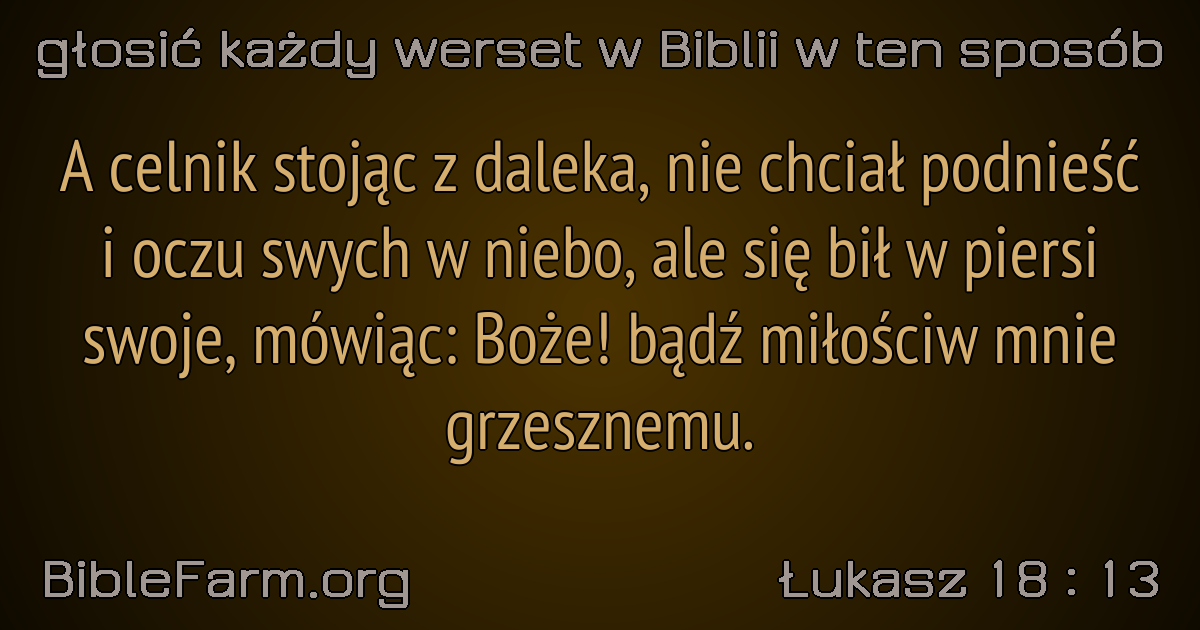 głosić każdy werset w Biblii w ten sposób
A celnik stojąc z daleka, nie chciał podnieść
i oczu swych w niebo, ale się bił w piersi
swoje, mówiąc: Boże! bądź miłościw mnie
grzesznemu.
BibleFarm.org
Łukasz 18 : 13